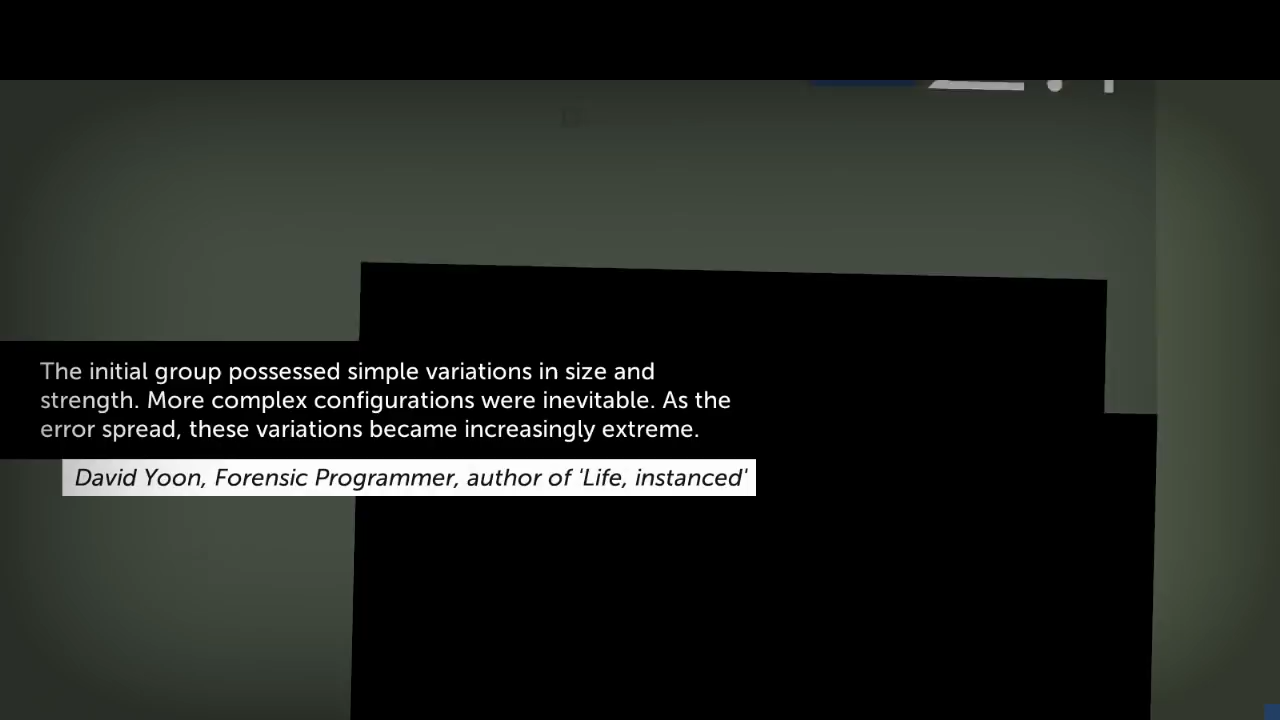 The initial group possessed simple variations in size and
strength. More complex configurations were inevitable. As the
error spread, these variations became increasingly extreme.
David Yoon, Forensic Programmer, author of 'Life, instanced'